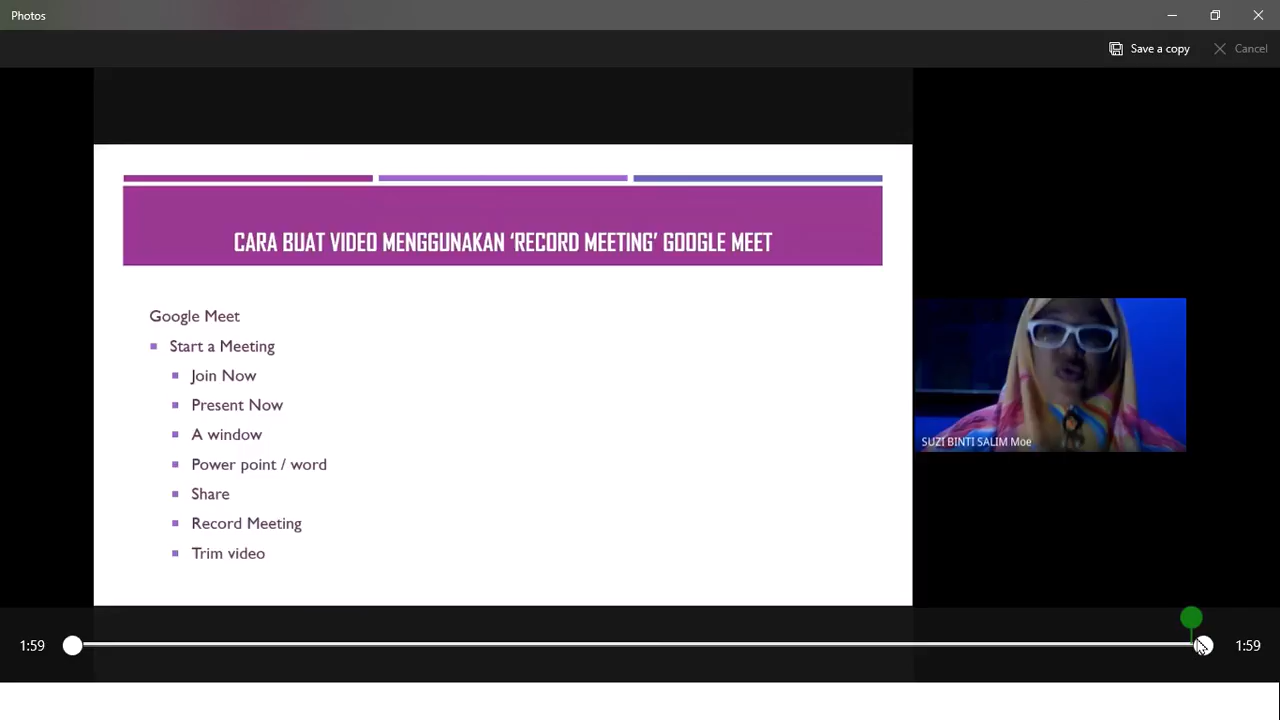 Photos
Save a copy
Cancel
CARA BUAT VIDEO MENGGUNAKAN ‘RECORD MEETING’ GOOGLE MEET
Google Meet
Start a Meeting
Join Now
Present Now
A window
Power point / word
Share
Record Meeting
Trim video
SUZI BINTI SALIM Moe
1:59
1:59